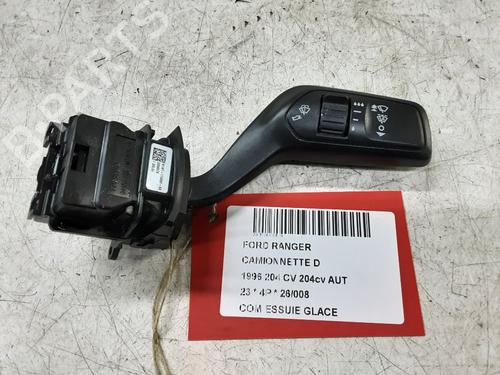 FORD RANGER
CAMIONNETTE D
1996 204 CV 204cv AUT
23 * 4P * 26/008
COM ESSUIE GLACE